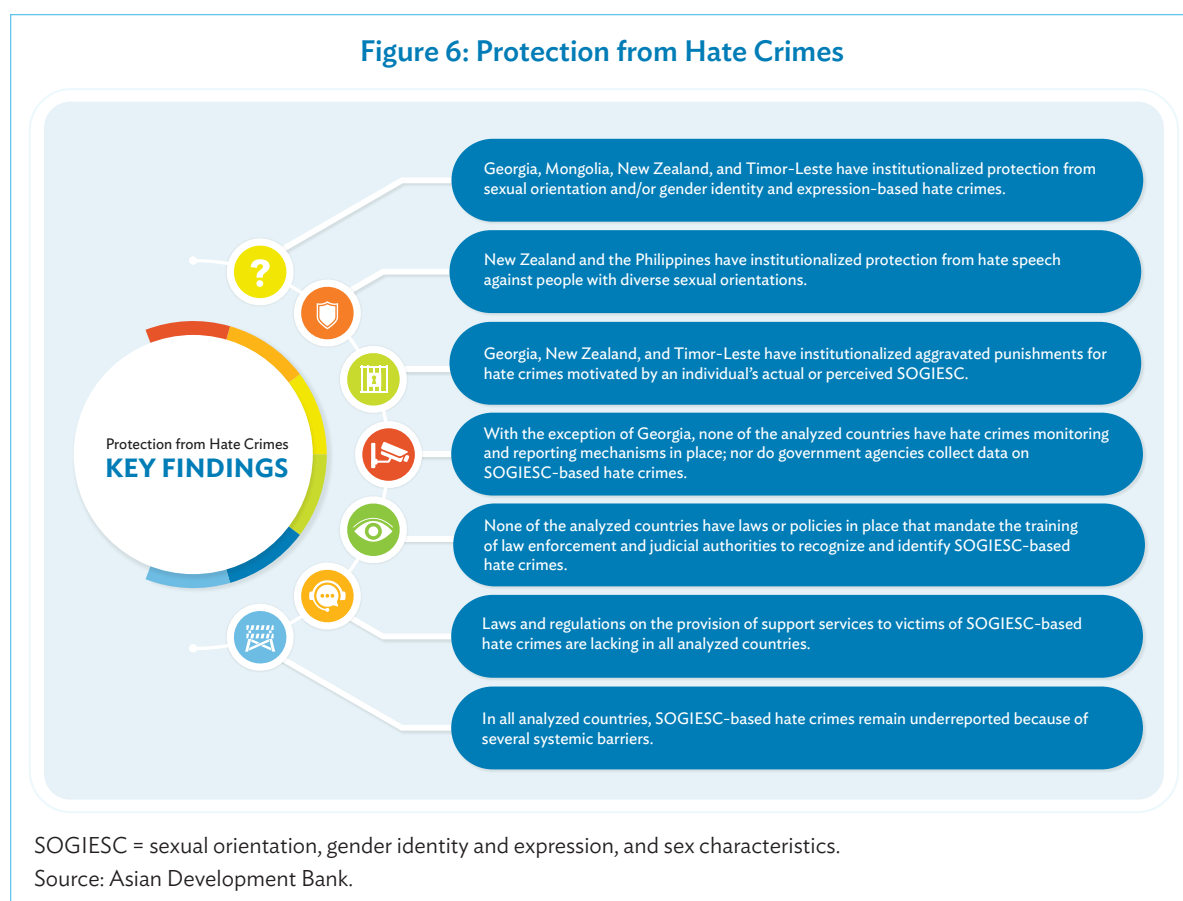 Figure 6: Protection from Hate Crimes
Georgia, Mongolia, New Zealand, and Timor-Leste have institutionalized protection from
sexual orientation and/or gender identity and expression-based hate crimes.
New Zealand and the Philippines have institutionalized protection from hate speech
against people with diverse sexual orientations.
Georgia, New Zealand, and Timor-Leste have institutionalized aggravated punishments for
hate crimes motivated by an individual's actual or perceived SOGIESC.
Protection from Hate Crimes
KEY FINDINGS
With the exception of Georgia, none of the analyzed countries have hate crimes monitoring
and reporting mechanisms in place; nor do government agencies collect data on
SOGIESC-based hate crimes.
None of the analyzed countries have laws or policies in place that mandate the training
of law enforcement and judicial authorities to recognize and identify SOGIESC-based
hate crimes.
Laws and regulations on the provision of support services to victims of SOGIESC-based
hate crimes are lacking in all analyzed countries.
In all analyzed countries, SOGIESC-based hate crimes remain underreported because of
several systemic barriers.
SOGIESC = sexual orientation, gender identity and expression, and sex characteristics.
Source: Asian Development Bank.